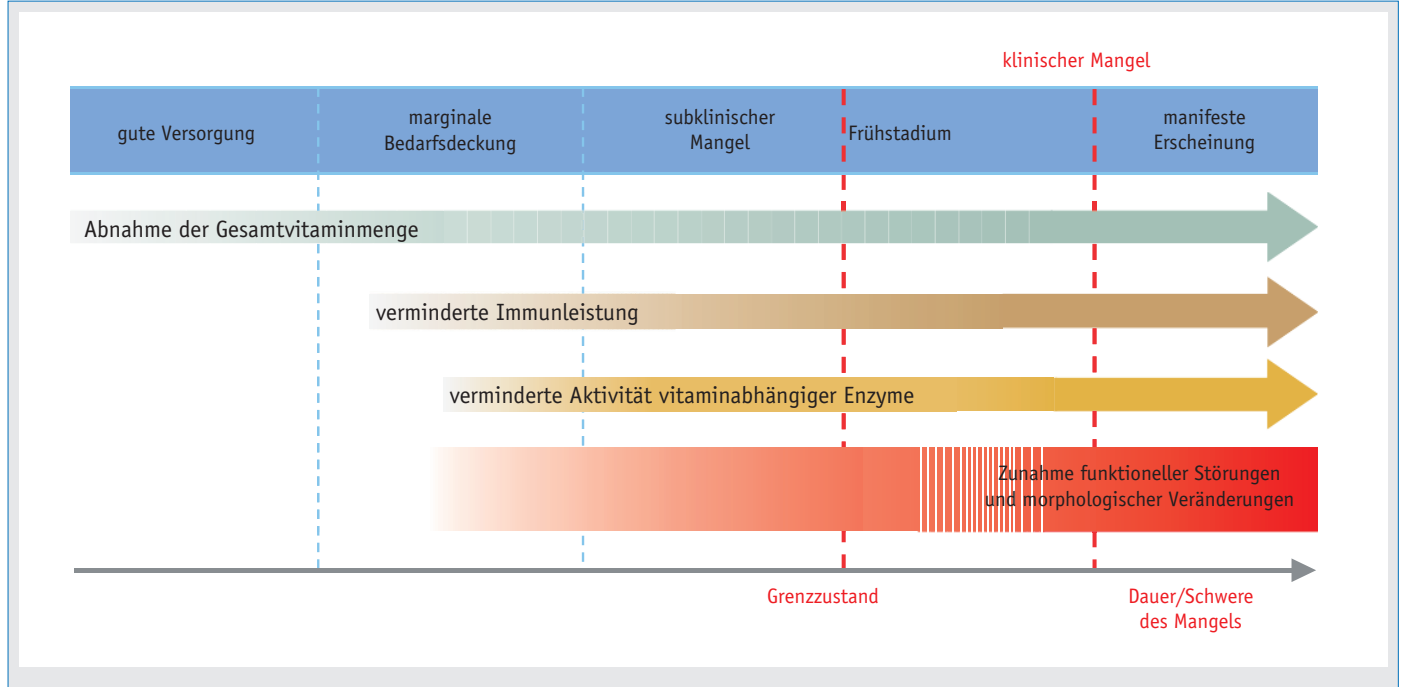 klinischer Mangel
gute Versorgung
marginale
Bedarfsdeckung
subklinischer
Mangel
Frühstadium
manifeste
Erscheinung
Abnahme der Gesamtvitaminmenge
verminderte Immunleistung
verminderte Aktivität vitaminabhängiger Enzyme
Zunahme funktioneller Störungen
und morphologischer Veränderungen
Grenzzustand
Dauer/Schwere
des Mangels